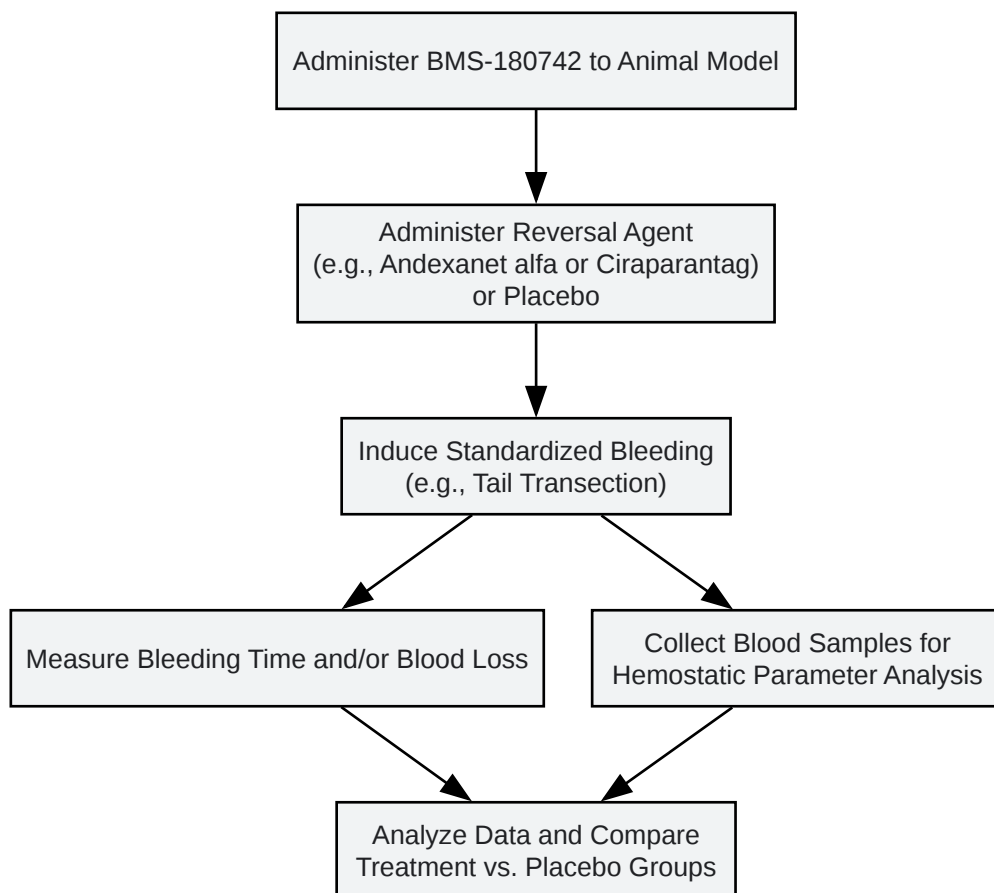 Administer BMS-180742 to Animal Model
Administer Reversal Agent
(e.g., Andexanet alfa or Ciraparantag)
or Placebo
Induce Standardized Bleeding
(e.g., Tail Transection)
Measure Bleeding Time and/or Blood Loss
Collect Blood Samples for
Hemostatic Parameter Analysis
Analyze Data and Compare
Treatment vs. Placebo Groups